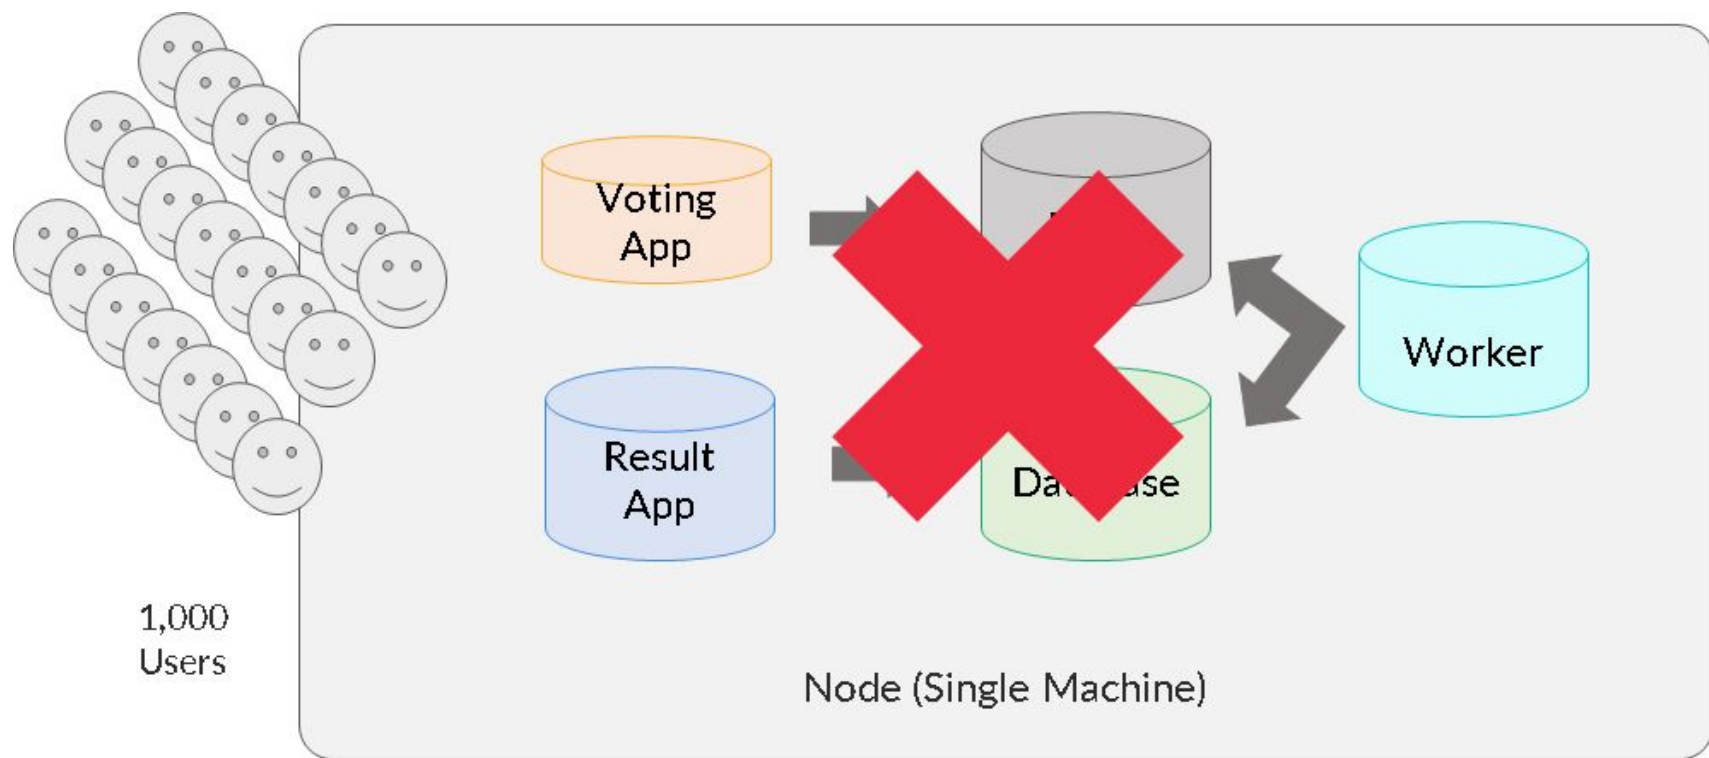 Voting
App
Result
App
Worker
1,000
Users
Node (Single Machine)